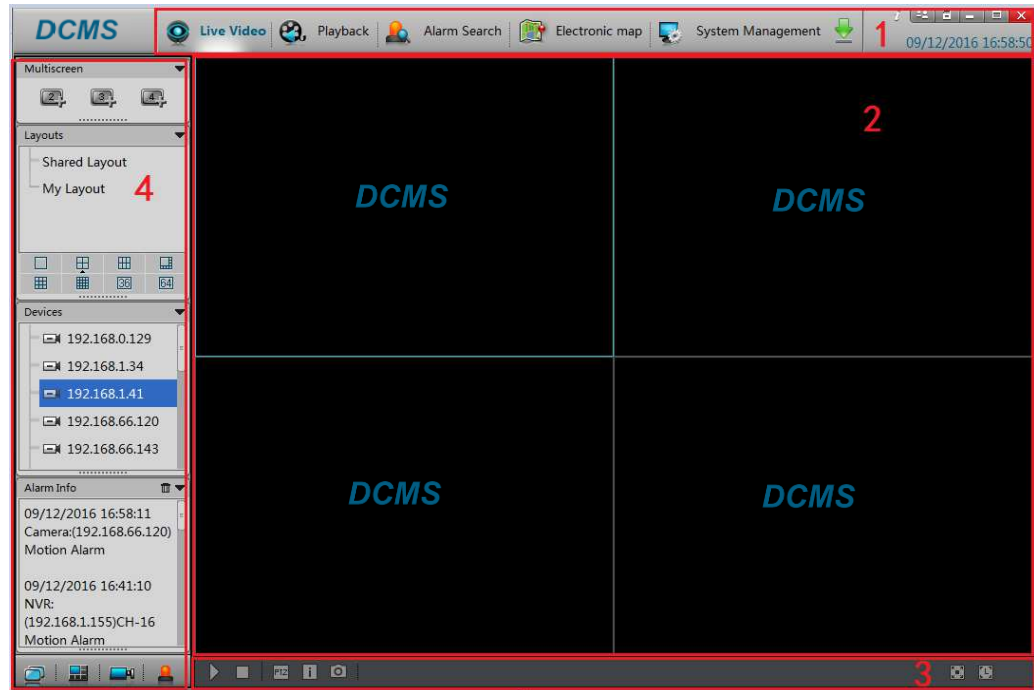 DCMS
Live Video Playback Alarm Search Electronic map System Management 1
09/12/2016 16:58:50
Multiscreen
2 3 4
Layouts
Shared Layout
My Layout
4
36 64
Devices
192.168.0.129
192.168.1.34
192.168.1.41
192.168.66.120
192.168.66.143
Alarm Info
09/12/2016 16:58:11
Camera:(192.168.66.120)
Motion Alarm
09/12/2016 16:41:10
NVR:
(192.168.1.155)CH-16
Motion Alarm
2
DCMS
DCMS
DCMS
DCMS
PTZ i
3